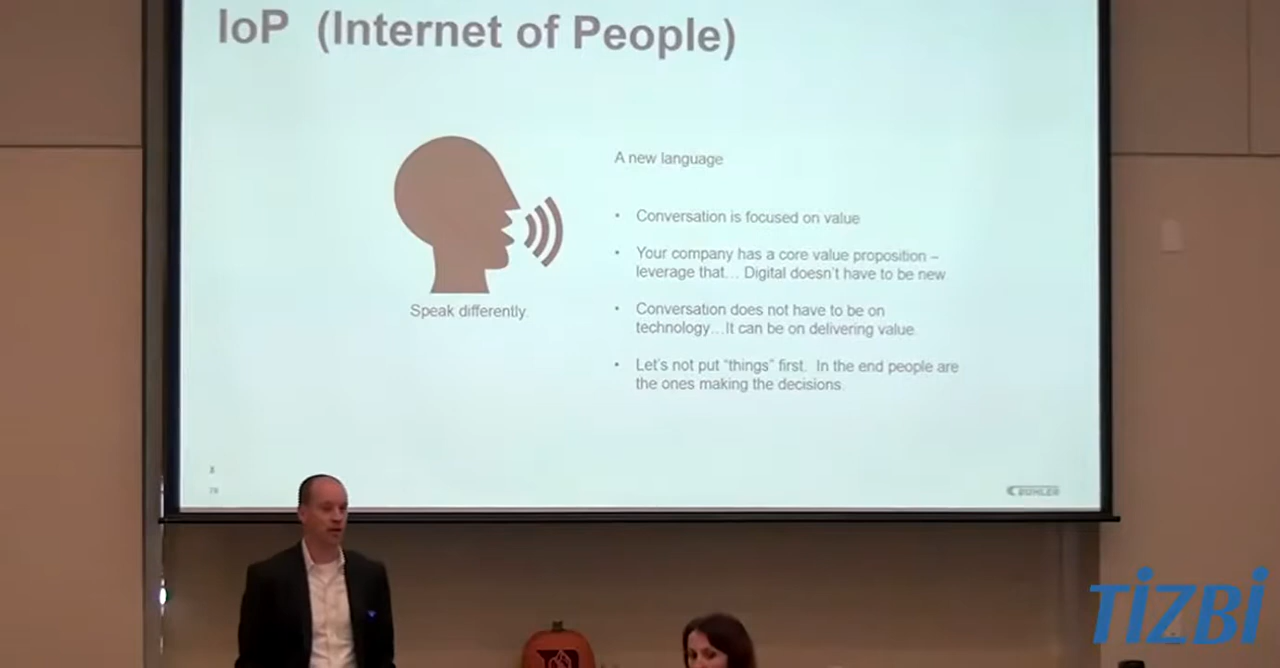 IoP (Internet of People)
A new language
• Conversation is focused on value
• Your company has a core value proposition –
leverage that… Digital doesn't have to be new
• Conversation does not have to be on
technology…It can be on delivering value.
• Let's not put "things" first. In the end people are
the ones making the decisions.
Speak differently.
BUHLER
TiZBi